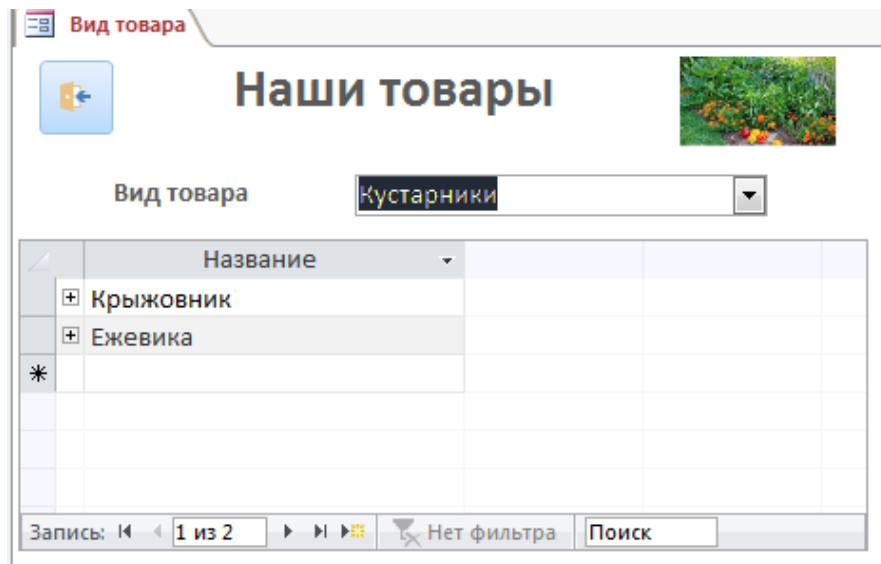 Вид товара
Наши товары
Вид товара Кустарники
Название
Крыжовник
Ежевика
Запись: 1 из 2 Нет фильтра Поиск